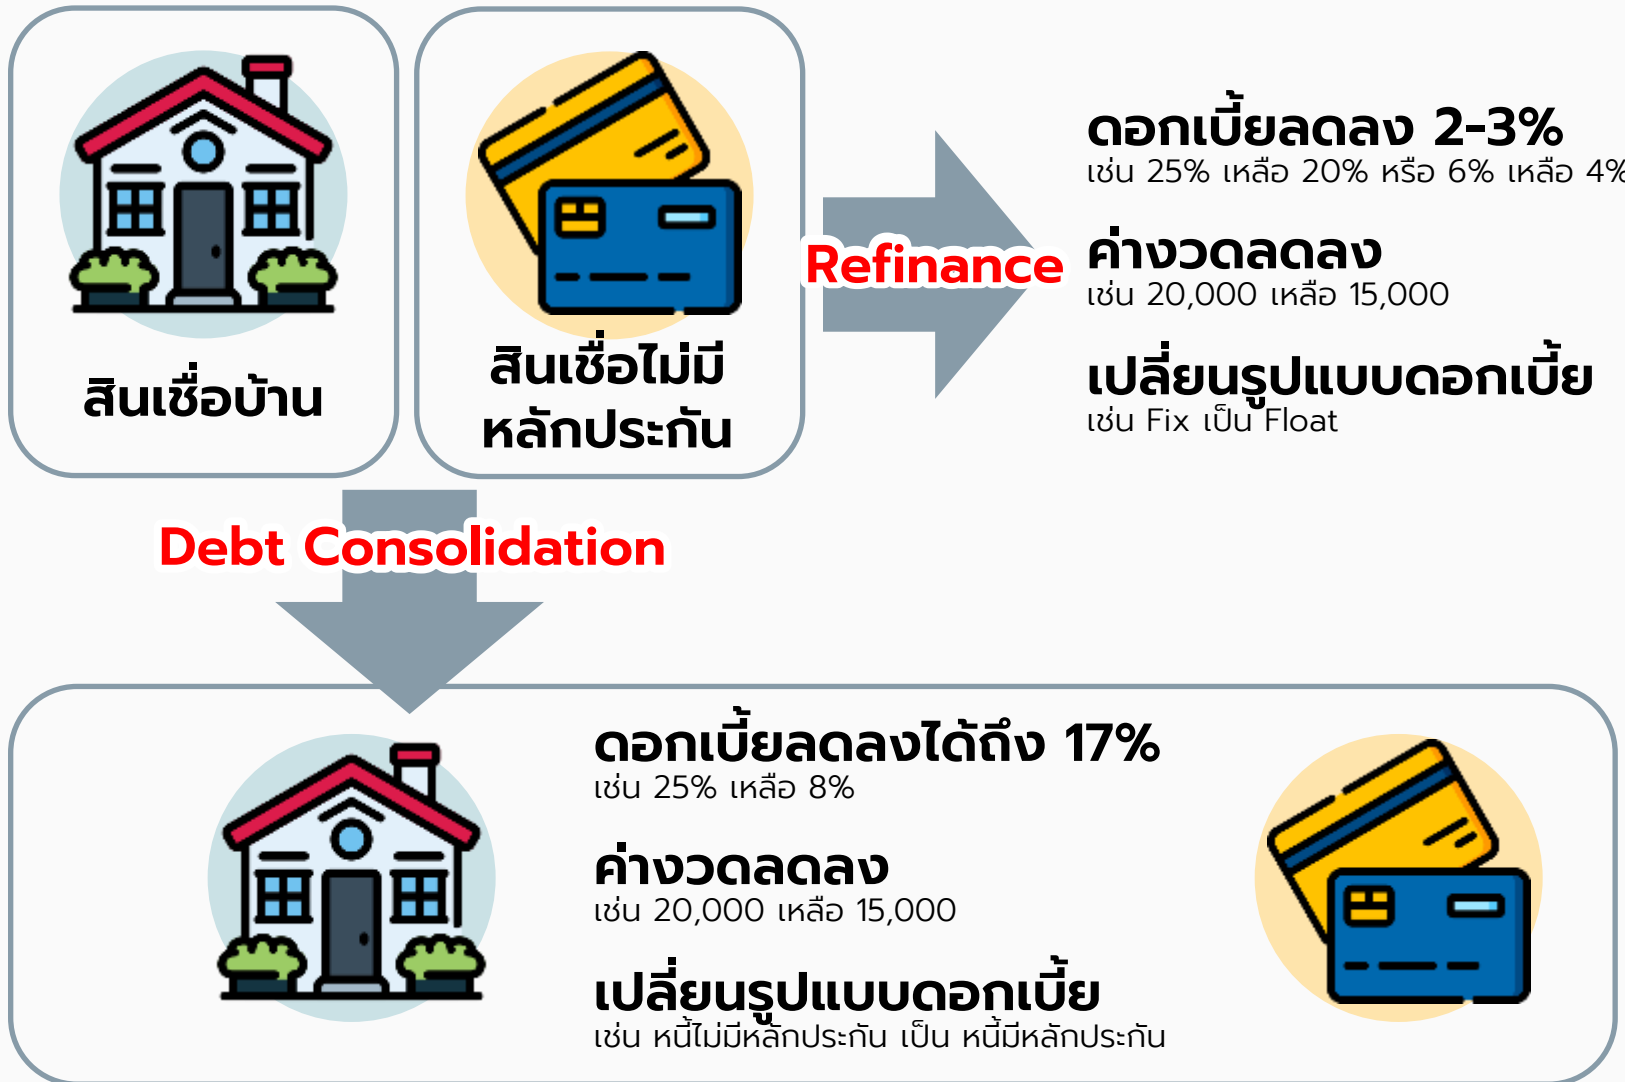 สินเชื่อบ้าน
สินเชื่อไม่มี
หลักประกัน
Refinance
ดอกเบี้ยลดลง 2-3%
เช่น 25% เหลือ 20% หรือ 6% เหลือ 4%
ค่างวดลดลง
เช่น 20,000 เหลือ 15,000
เปลี่ยนรูปแบบดอกเบี้ย
เช่น Fix เป็น Float
Debt Consolidation
ดอกเบี้ยลดลงได้ถึง 17%
เช่น 25% เหลือ 8%
ค่างวดลดลง
เช่น 20,000 เหลือ 15,000
เปลี่ยนรูปแบบดอกเบี้ย
เช่น หนี้ไม่มีหลักประกัน เป็น หนี้มีหลักประกัน